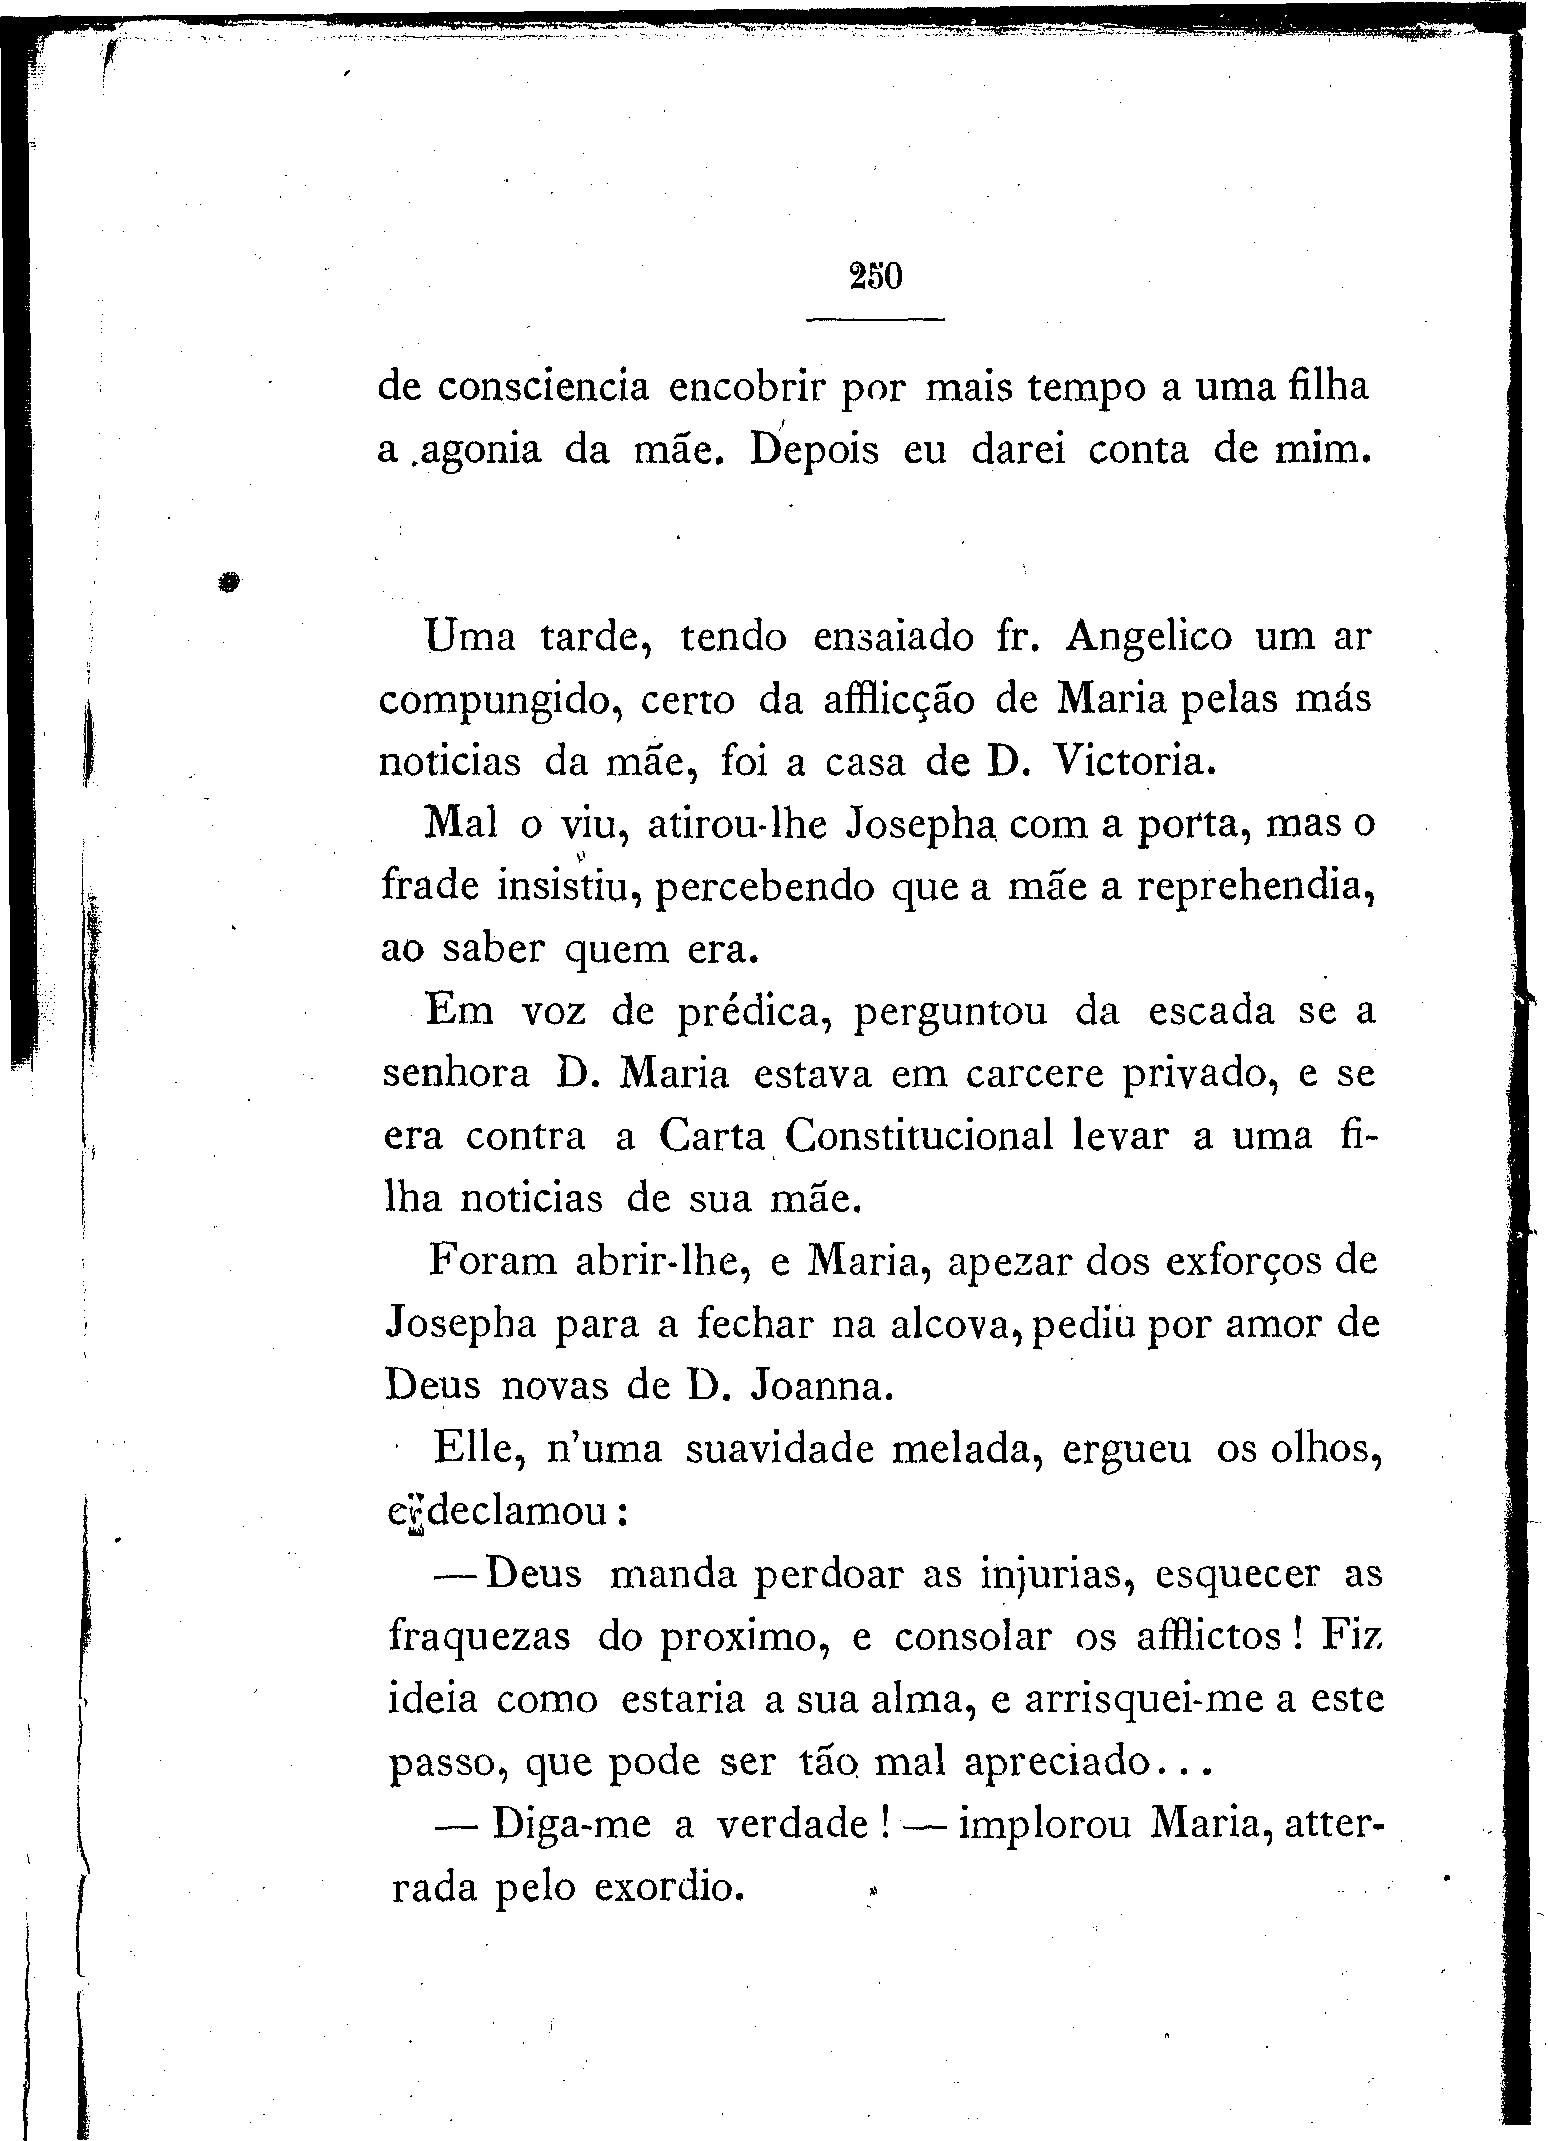 250
de consciencia encobrir por mais tempo a uma filha
a agonia da mãe. Depois eu darei conta de mim.
Uma tarde, tendo ensaiado fr. Angelico um ar
compungido, certo da afflicção de Maria pelas más
noticias da mãe, foi a casa de D. Victoria.
Mal o viu, atirou-lhe Josepha com a porta, mas o
frade insistiu, percebendo que a mãe a reprehendia,
ao saber quem era.
Em voz de prédica, perguntou da escada se a
senhora D. Maria estava em carcere privado, e se
era contra a Carta Constitucional levar a uma fi-
lha noticias de sua mãe.
Foram abrir-lhe, e Maria, apezar dos exforços de
Josepha para a fechar na alcova, pediu por amor de
Deus novas de D. Joanna.
Elle, n'uma suavidade melada, ergueu os olhos,
e declamou:
—Deus manda perdoar as injurias, esquecer as
fraquezas do proximo, e consolar os afflictos! Fiz
ideia como estaria a sua alma, e arrisquei-me a este
passo, que pode ser tão mal apreciado...
— Diga-me a verdade! — implorou Maria, atter-
rada pelo exordio.